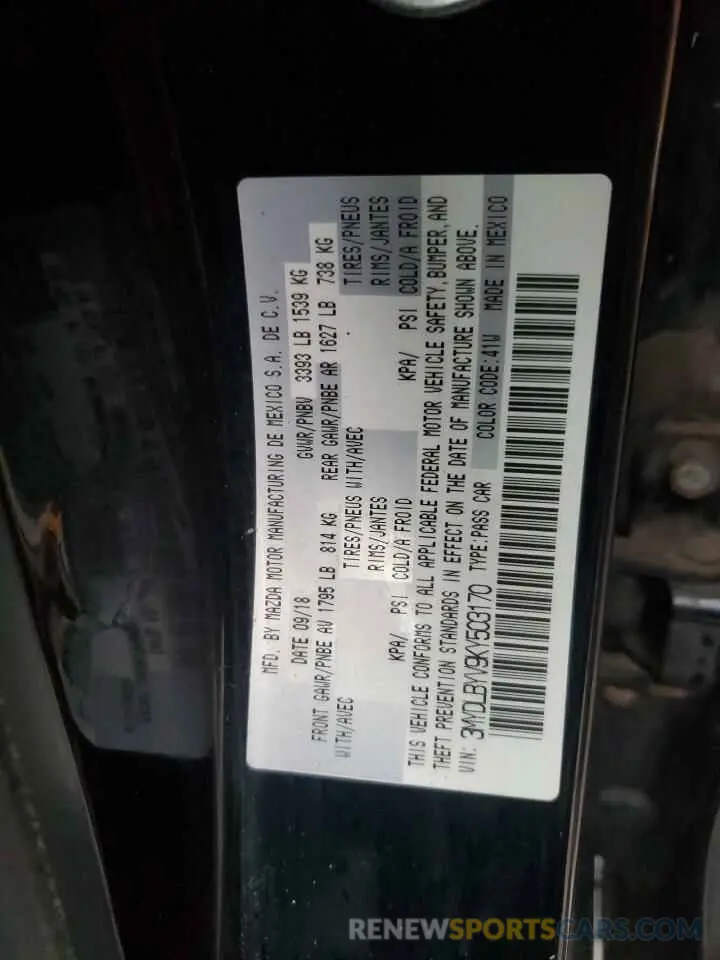 MFD. BY MAZDA MOTOR MANUFACTURING DE MEXICO S.A. DE C.V.
DATE 09/18 GVWR/PNBV 3393 LB 1539 KG
FRONT GAWR/PNBE AV 1795 LB 814 KG REAR GAWR/PNBE AR 1627 LB 738 KG
WITH/AVEC TIRES/PNEUS WITH/AVEC TIRES/PNEUS
RIMS/JANTES RIMS/JANTES
KPA/ PSI COLD/A FROID KPA/ PSI COLD/A FROID
THIS VEHICLE CONFORMS TO ALL APPLICABLE FEDERAL MOTOR VEHICLE SAFETY, BUMPER, AND
THEFT PREVENTION STANDARDS IN EFFECT ON THE DATE OF MANUFACTURE SHOWN ABOVE.
VIN: 3MYDLBYV9KY503170 TYPE:PASS CAR COLOR CODE:41W MADE IN MEXICO
RENEWSPORTSCARS.COM